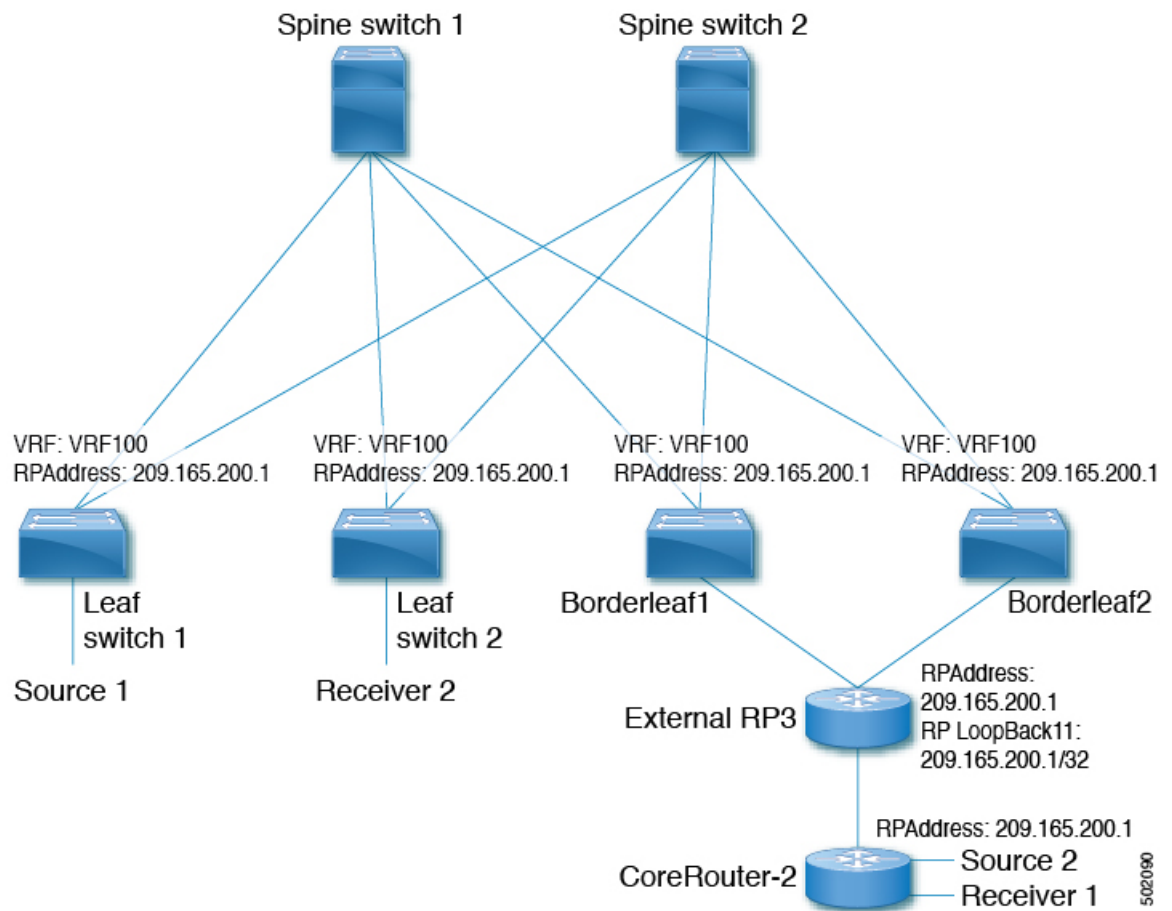 Spine switch 1
Spine switch 2
VRF: VRF100
RPAddress: 209.165.200.1
VRF: VRF100
RPAddress: 209.165.200.1
VRF: VRF100
RPAddress: 209.165.200.1
VRF: VRF100
RPAddress: 209.165.200.1
Leaf
switch 1
Source 1
Leaf
switch 2
Receiver 2
Borderleaf1
Borderleaf2
External RP3
RPAddress:
209.165.200.1
RP LoopBack11:
209.165.200.1/32
RPAddress: 209.165.200.1
CoreRouter-2
Source 2
Receiver 1
502090